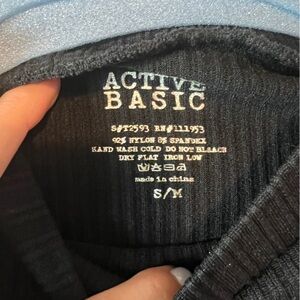 ACTIVE
BASIC
S#T2593 RN#111953
92% NYLON 8% SPANDEX
HAND WASH COLD DO NOT BLEACH
DRY FLAT IRON LOW
made in china
S/M